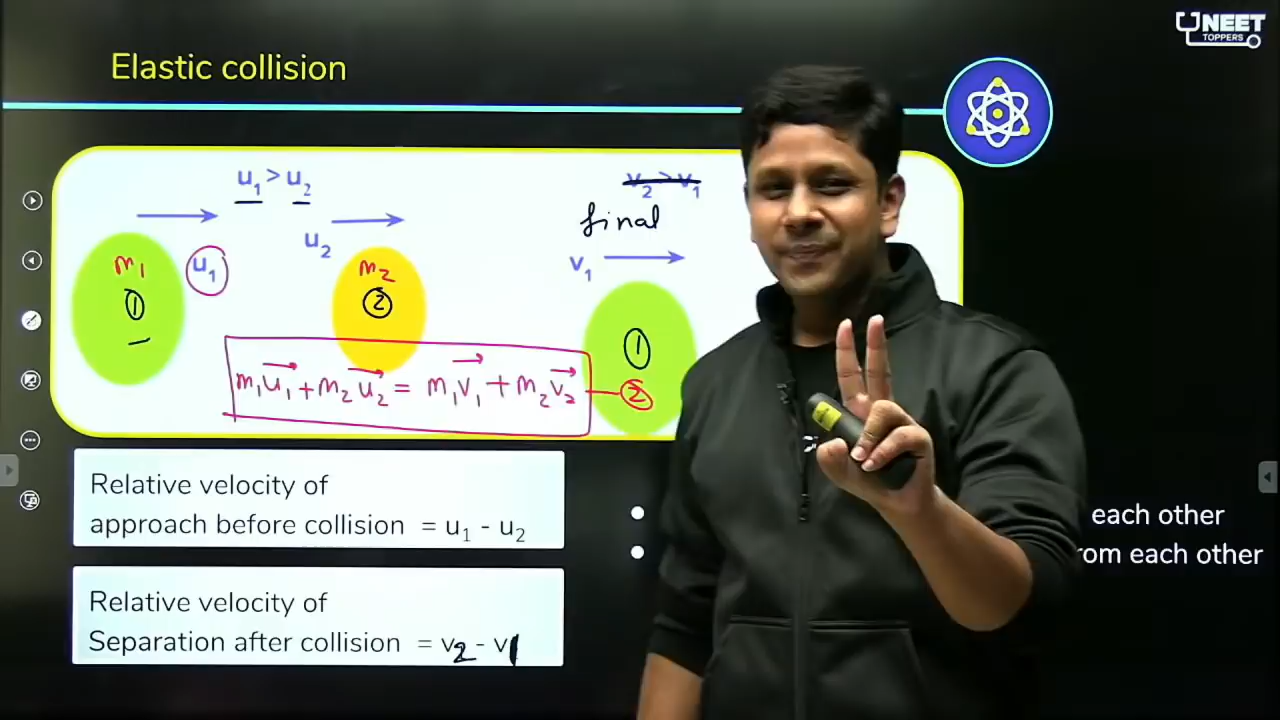 UNEET
TOPPERS
Elastic collision
u₁ > u₂
v₂ > v₁
final
u₂
v₁
m₁
u₁
m₂
①
②
①
m₁u₁ + m₂u₂ = m₁v₁ + m₂v₂ — ②
Relative velocity of
approach before collision = u₁ - u₂
each other
rom each other
Relative velocity of
Separation after collision = v₂ - v₁